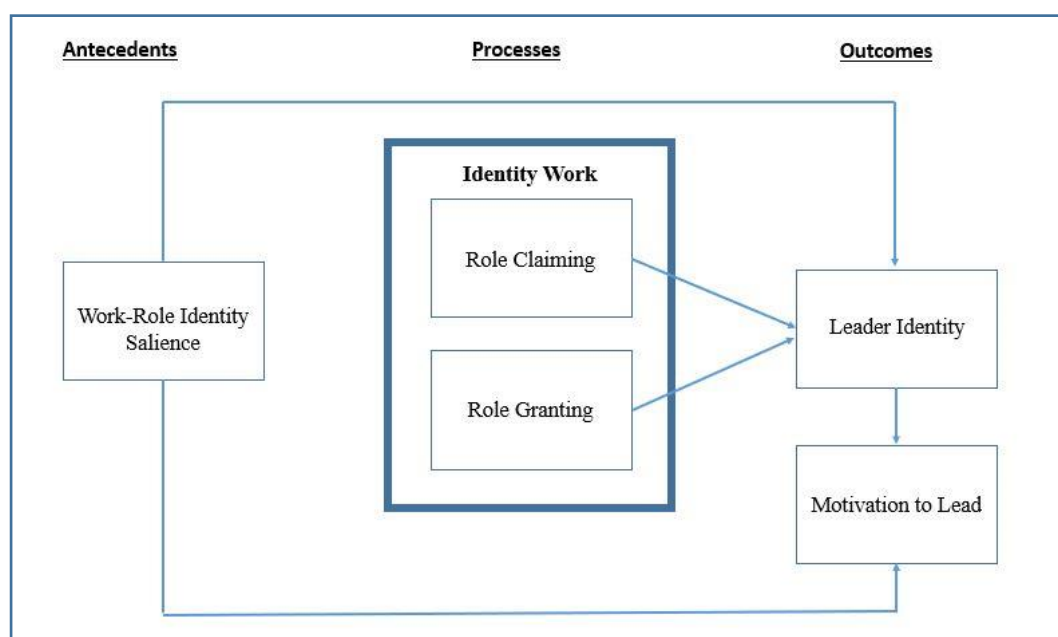 Antecedents
Processes
Outcomes
Identity Work
Role Claiming
Work-Role Identity
Salience
Leader Identity
Role Granting
Motivation to Lead